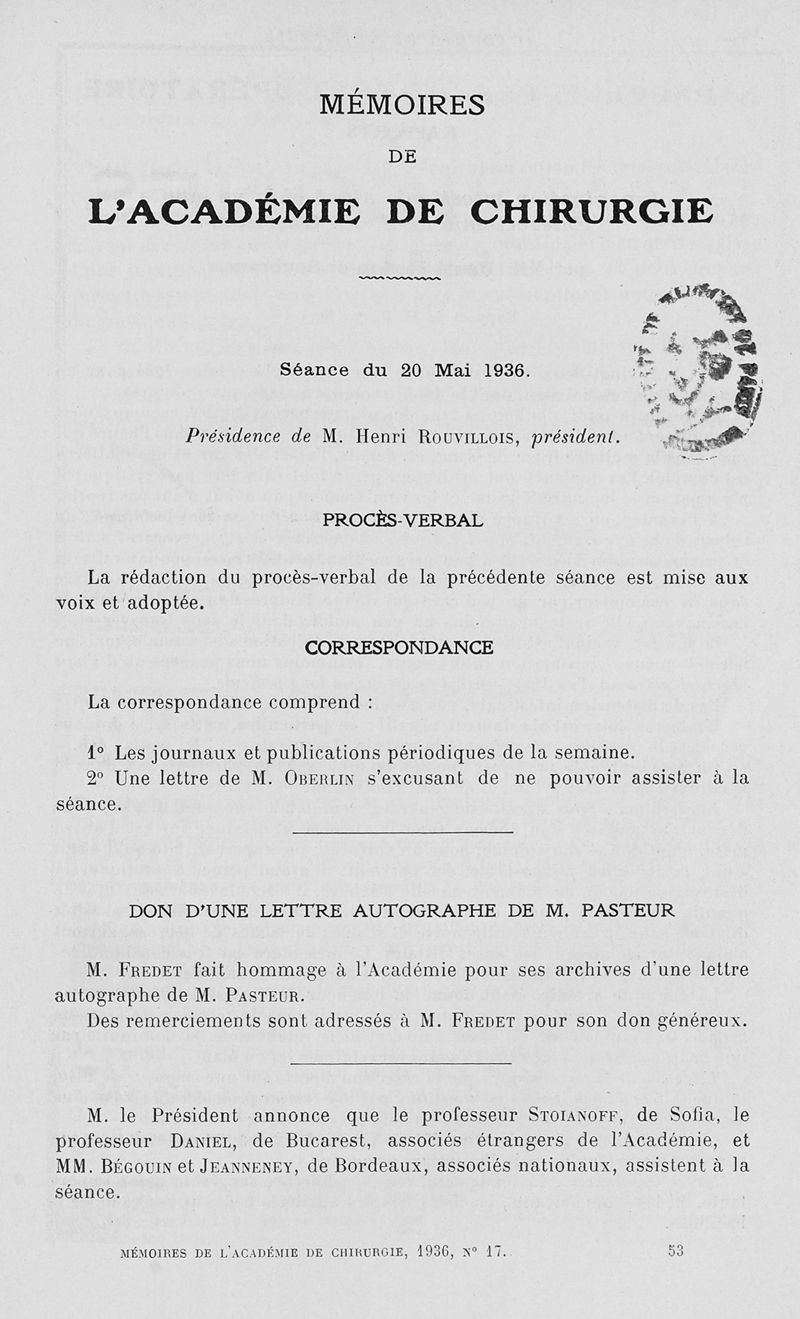 MÉMOIRES
DE
L'ACADÉMIE DE CHIRURGIE
Séance du 20 Mai 1936.
Présidence de M. Henri Rouvillois, président.
PROCÈS-VERBAL
La rédaction du procès-verbal de la précédente séance est mise aux
voix et adoptée.
CORRESPONDANCE
La correspondance comprend :
1° Les journaux et publications périodiques de la semaine.
2° Une lettre de M. Oberlin s'excusant de ne pouvoir assister à la
séance.
DON D'UNE LETTRE AUTOGRAPHE DE M. PASTEUR
M. Fredet fait hommage à l'Académie pour ses archives d'une lettre
autographe de M. Pasteur.
Des remerciements sont adressés à M. Fredet pour son don généreux.
M. le Président annonce que le professeur Stoianoff, de Sofia, le
professeur Daniel, de Bucarest, associés étrangers de l'Académie, et
MM. Bégouin et Jeanneney, de Bordeaux, associés nationaux, assistent à la
séance.
MÉMOIRES DE L'ACADÉMIE DE CHIRURGIE, 1936, N° 17. 53